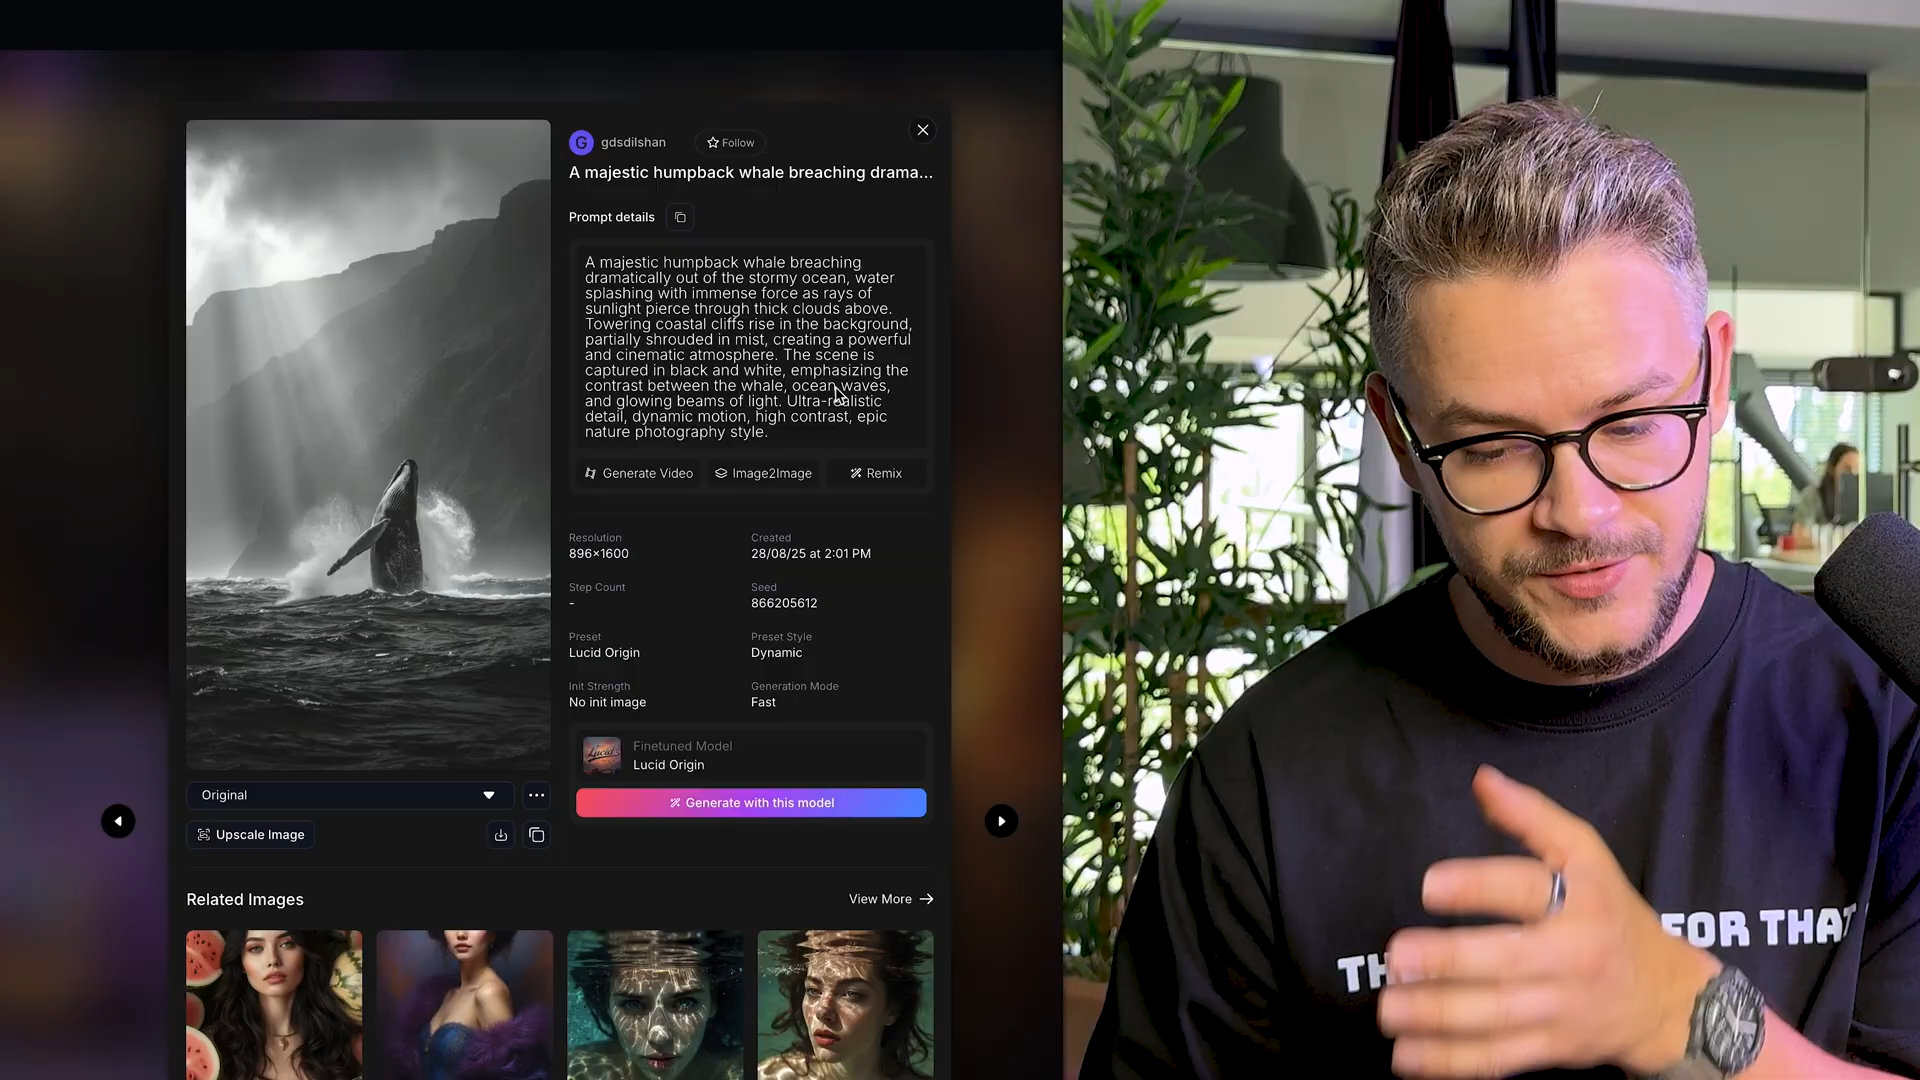 G gdsdilshan
Follow
A majestic humpback whale breaching drama...
Prompt details
A majestic humpback whale breaching
dramatically out of the stormy ocean, water
splashing with immense force as rays of
sunlight pierce through thick clouds above.
Towering coastal cliffs rise in the background,
partially shrouded in mist, creating a powerful
and cinematic atmosphere. The scene is
captured in black and white, emphasizing the
contrast between the whale, ocean waves,
and glowing beams of light. Ultra-realistic
detail, dynamic motion, high contrast, epic
nature photography style.
Generate Video
Image2Image
Remix
Resolution
896×1600
Created
28/08/25 at 2:01 PM
Step Count
-
Seed
866205612
Preset
Lucid Origin
Preset Style
Dynamic
Init Strength
No init image
Generation Mode
Fast
Lucid
Finetuned Model
Lucid Origin
Generate with this model
Original
Upscale Image
Related Images
View More
FOR THAT